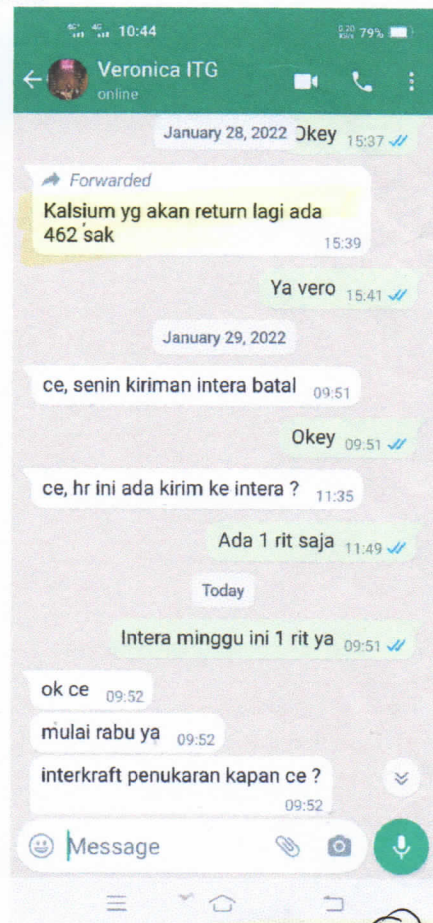 10:44 0.20 KB/s 79%
Veronica ITG
online
January 28, 2022 Okey 15:37
Forwarded
Kalsium yg akan return lagi ada
462 sak
15:39
Ya vero 15:41
January 29, 2022
ce, senin kiriman intera batal 09:51
Okey 09:51
ce, hr ini ada kirim ke intera ? 11:35
Ada 1 rit saja 11:49
Today
Intera minggu ini 1 rit ya 09:51
ok ce 09:52
mulai rabu ya 09:52
interkraft penukaran kapan ce ?
09:52
Message